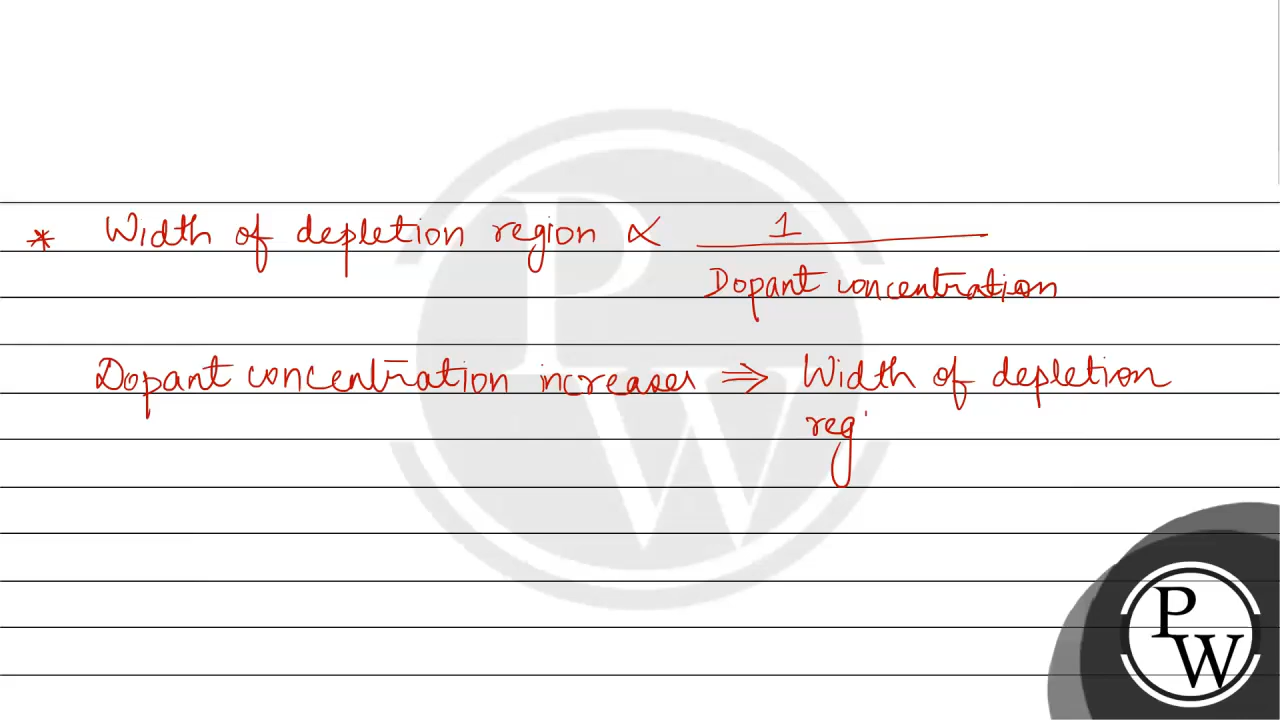 * Width of depletion region ∝ 1
Dopant concentration
Dopant concentration increases ⇒ Width of depletion
reg
P
W
P
W